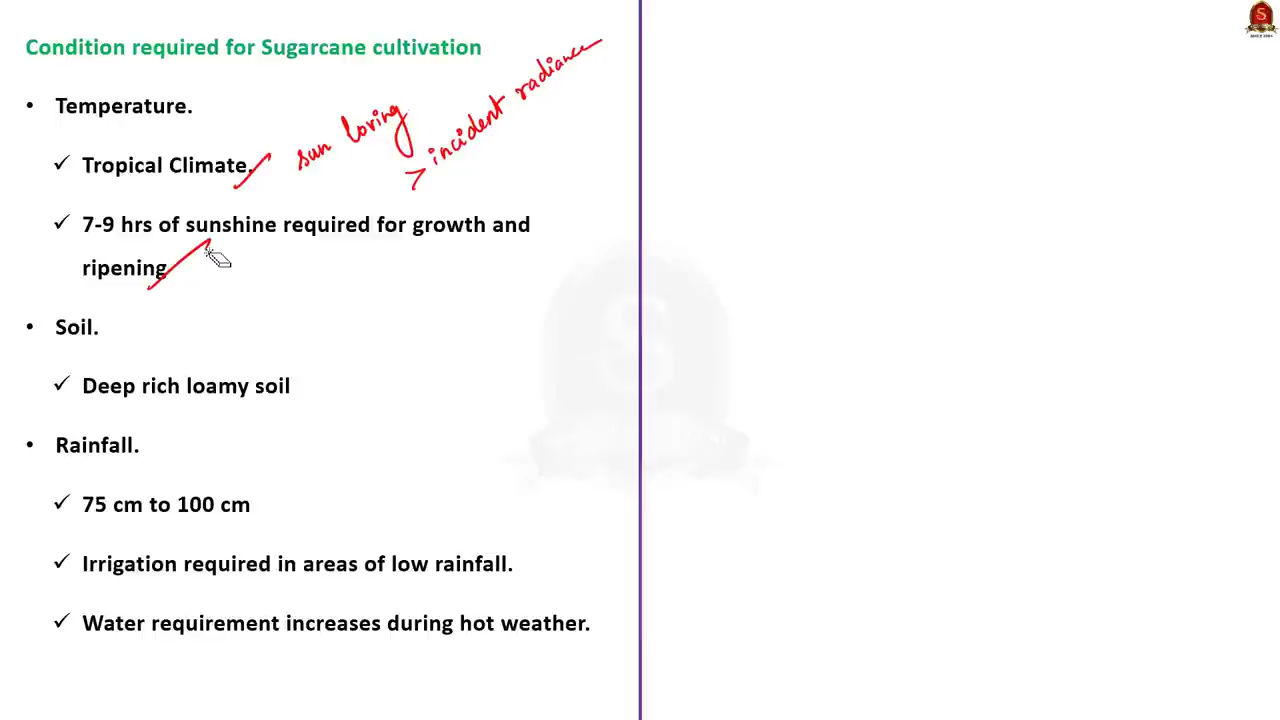 Condition required for Sugarcane cultivation
• Temperature.
✓ Tropical Climate.
sun loving
> incident radiance
✓ 7-9 hrs of sunshine required for growth and
ripening
• Soil.
✓ Deep rich loamy soil
• Rainfall.
✓ 75 cm to 100 cm
✓ Irrigation required in areas of low rainfall.
✓ Water requirement increases during hot weather.
S
SINCE 2004